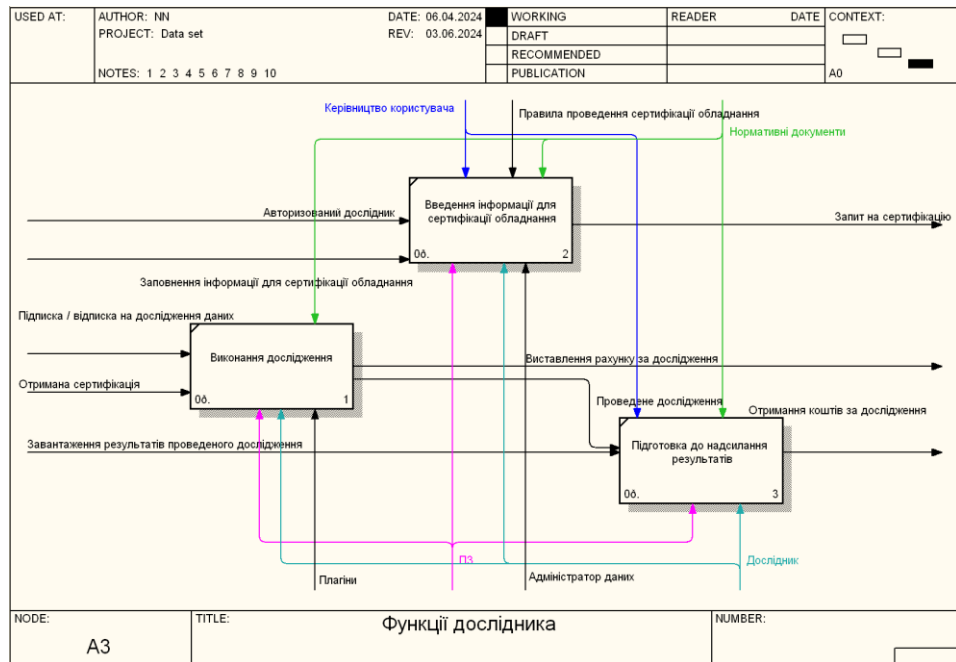 USED AT:
AUTHOR: NN
DATE: 06.04.2024
WORKING
READER
DATE
CONTEXT:
PROJECT: Data set
REV: 03.06.2024
DRAFT
RECOMMENDED
NOTES: 1 2 3 4 5 6 7 8 9 10
PUBLICATION
A0
Керівництво користувача
Правила проведення сертифікації обладнання
Нормативні документи
Введення інформації для
сертифікації обладнання
0б.
2
Авторизований дослідник
Запит на сертифікацію
Заповнення інформації для сертифікації обладнання
Підписка / відписка на дослідження даних
Виконання дослідження
0б.
1
Виставлення рахунку за дослідження
Отримана сертифікація
Проведене дослідження
Отримання коштів за дослідження
Завантаження результатів проведеного дослідження
Підготовка до надсилання
результатів
0б.
3
ПЗ
Дослідник
Плагіни
Адміністратор даних
NODE:
A3
TITLE:
Функції дослідника
NUMBER: